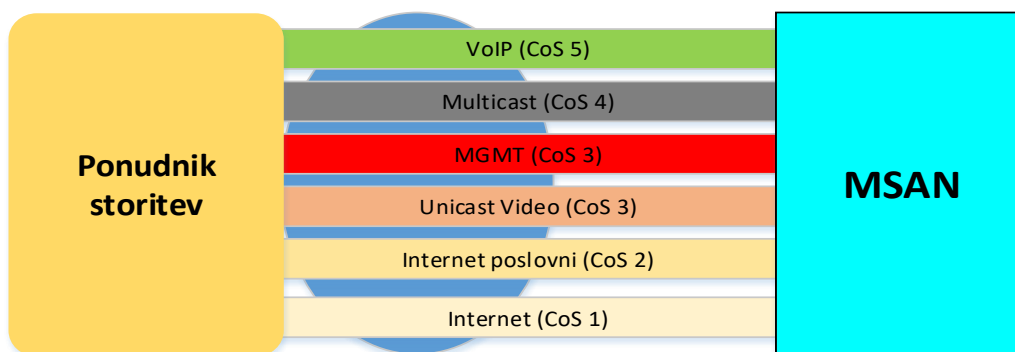 Ponudnik
storitev
VoIP (CoS 5)
Multicast (CoS 4)
MGMT (CoS 3)
Unicast Video (CoS 3)
Internet poslovni (CoS 2)
Internet (CoS 1)
MSAN